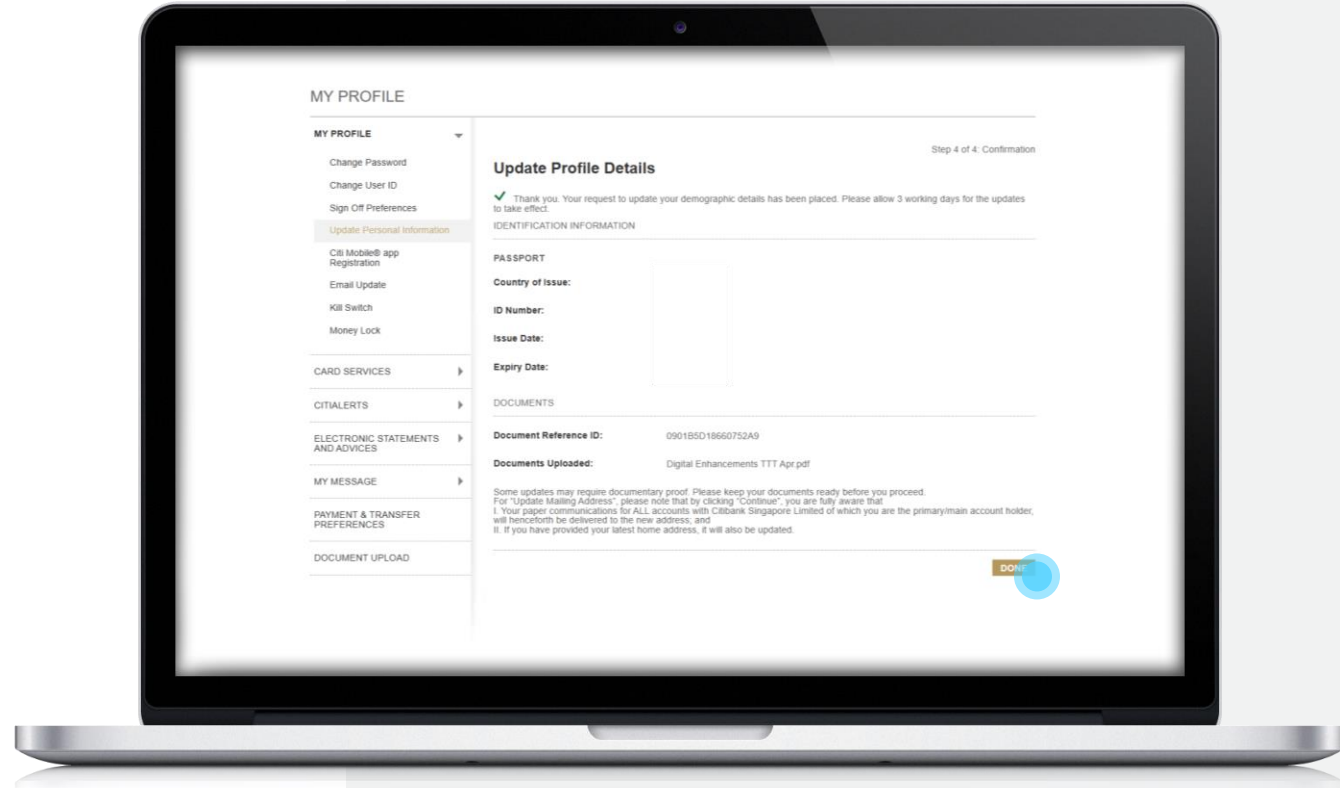 MY PROFILE
MY PROFILE
Change Password
Change User ID
Sign Off Preferences
Update Personal Information
Citi Mobile® app
Registration
Email Update
Kill Switch
Money Lock
CARD SERVICES
CITIALERTS
ELECTRONIC STATEMENTS
AND ADVICES
MY MESSAGE
PAYMENT & TRANSFER
PREFERENCES
DOCUMENT UPLOAD
Step 4 of 4: Confirmation
Update Profile Details
Thank you. Your request to update your demographic details has been placed. Please allow 3 working days for the updates
to take effect.
IDENTIFICATION INFORMATION
PASSPORT
Country of Issue:
ID Number:
Issue Date:
Expiry Date:
DOCUMENTS
Document Reference ID: 0901B5D18660752A9
Documents Uploaded: Digital Enhancements TTT Apr.pdf
Some updates may require documentary proof. Please keep your documents ready before you proceed.
For "Update Mailing Address", please note that by clicking "Continue", you are fully aware that
I. Your paper communications for ALL accounts with Citibank Singapore Limited of which you are the primary/main account holder,
will henceforth be delivered to the new address; and
II. If you have provided your latest home address, it will also be updated.
DONE